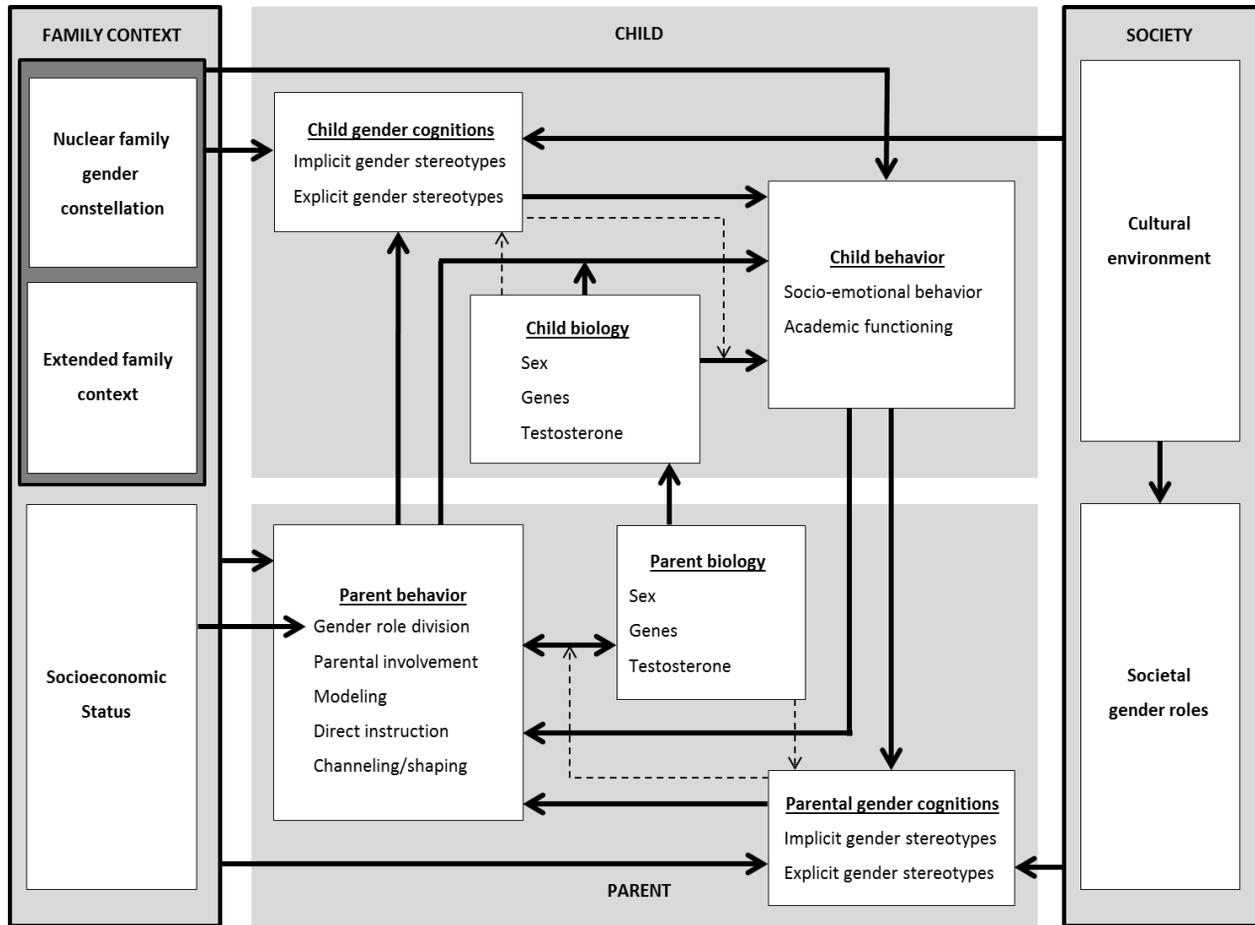 FAMILY CONTEXT
Nuclear family
gender
constellation
Extended family
context
Socioeconomic
Status
CHILD
Child gender cognitions
Implicit gender stereotypes
Explicit gender stereotypes
Child behavior
Socio-emotional behavior
Academic functioning
Child biology
Sex
Genes
Testosterone
Parent behavior
Gender role division
Parental involvement
Modeling
Direct instruction
Channeling/shaping
Parent biology
Sex
Genes
Testosterone
Parental gender cognitions
Implicit gender stereotypes
Explicit gender stereotypes
PARENT
SOCIETY
Cultural
environment
Societal
gender roles